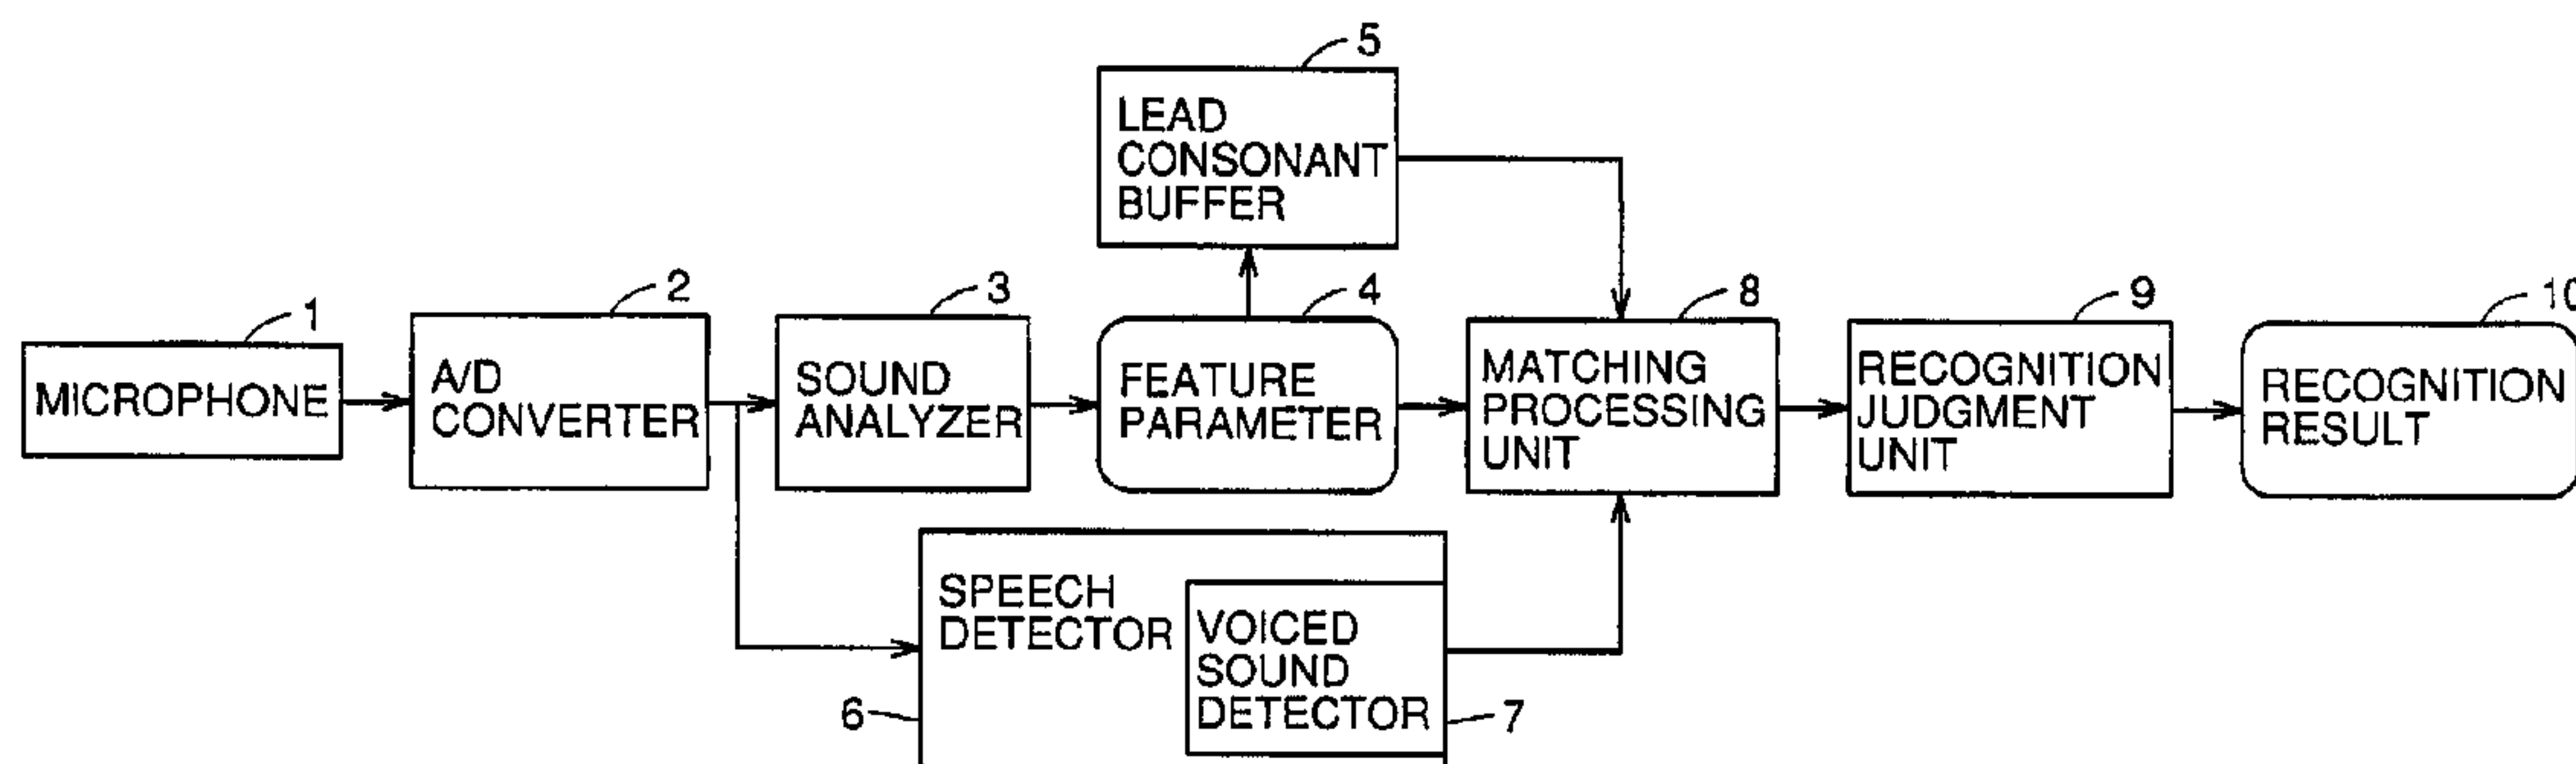 5
LEAD
CONSONANT
BUFFER
1
2
3
4
8
9
10
MICROPHONE
A/D
CONVERTER
SOUND
ANALYZER
FEATURE
PARAMETER
MATCHING
PROCESSING
UNIT
RECOGNITION
JUDGMENT
UNIT
RECOGNITION
RESULT
SPEECH
DETECTOR
VOICED
SOUND
DETECTOR
6
7